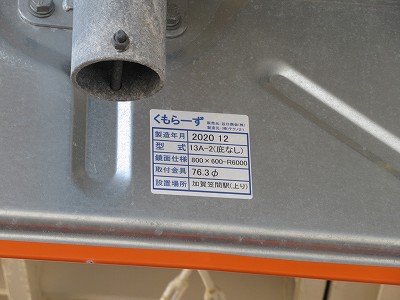 くもらーず
製造年月 2020 12
型式 13A-2(庇なし)
鏡面仕様 800×600-R6000
取付金具 76.3φ
設置場所 加賀笠間駅(上り)